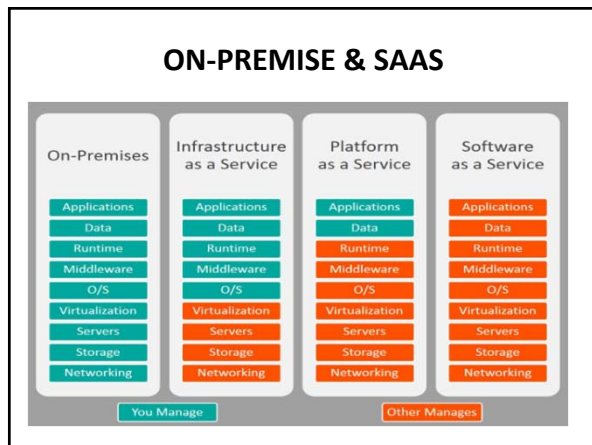 ON-PREMISE & SAAS
On-Premises
Applications
Data
Runtime
Middleware
O/S
Virtualization
Servers
Storage
Networking
Infrastructure
as a Service
Applications
Data
Runtime
Middleware
O/S
Virtualization
Servers
Storage
Networking
Platform
as a Service
Applications
Data
Runtime
Middleware
O/S
Virtualization
Servers
Storage
Networking
Software
as a Service
Applications
Data
Runtime
Middleware
O/S
Virtualization
Servers
Storage
Networking
You Manage
Other Manages